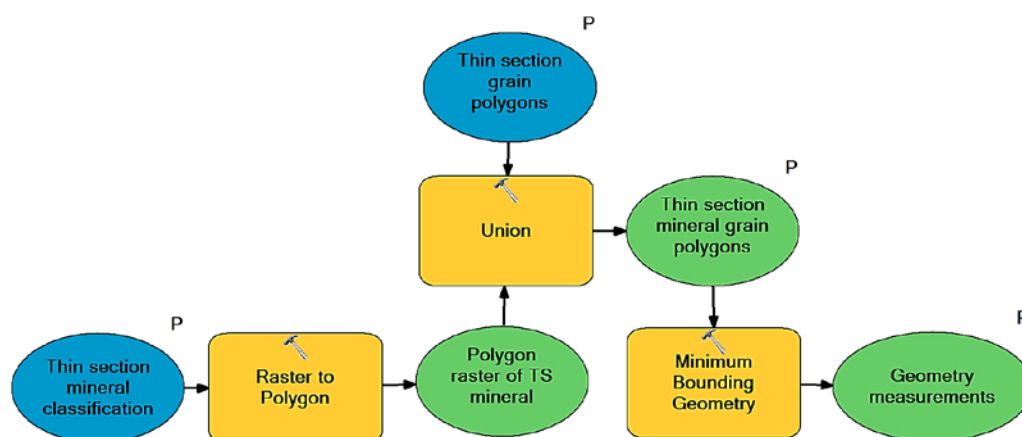 P
Thin section
grain
polygons
P
Union
Thin section
mineral grain
polygons
P
Thin section
mineral
classification
Raster to
Polygon
Polygon
raster of TS
mineral
Minimum
Bounding
Geometry
P
Geometry
measurements